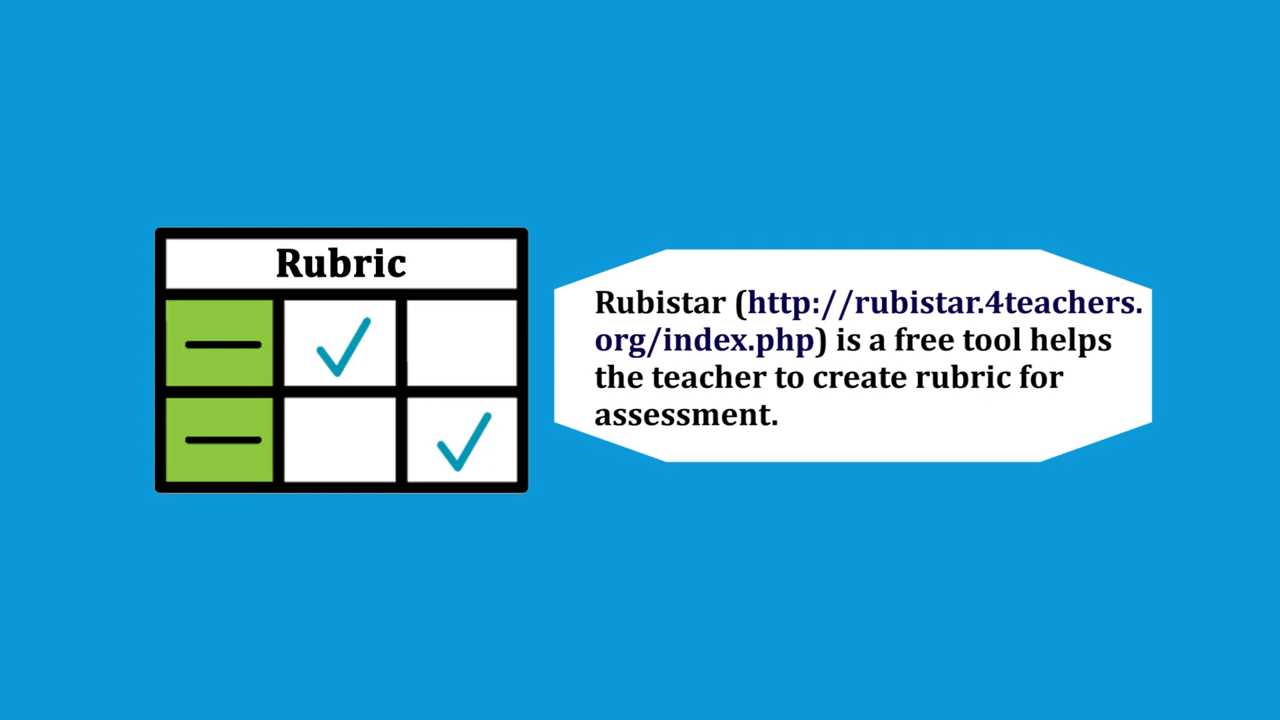 Rubric
Rubistar (http://rubistar.4teachers.
org/index.php) is a free tool helps
the teacher to create rubric for
assessment.